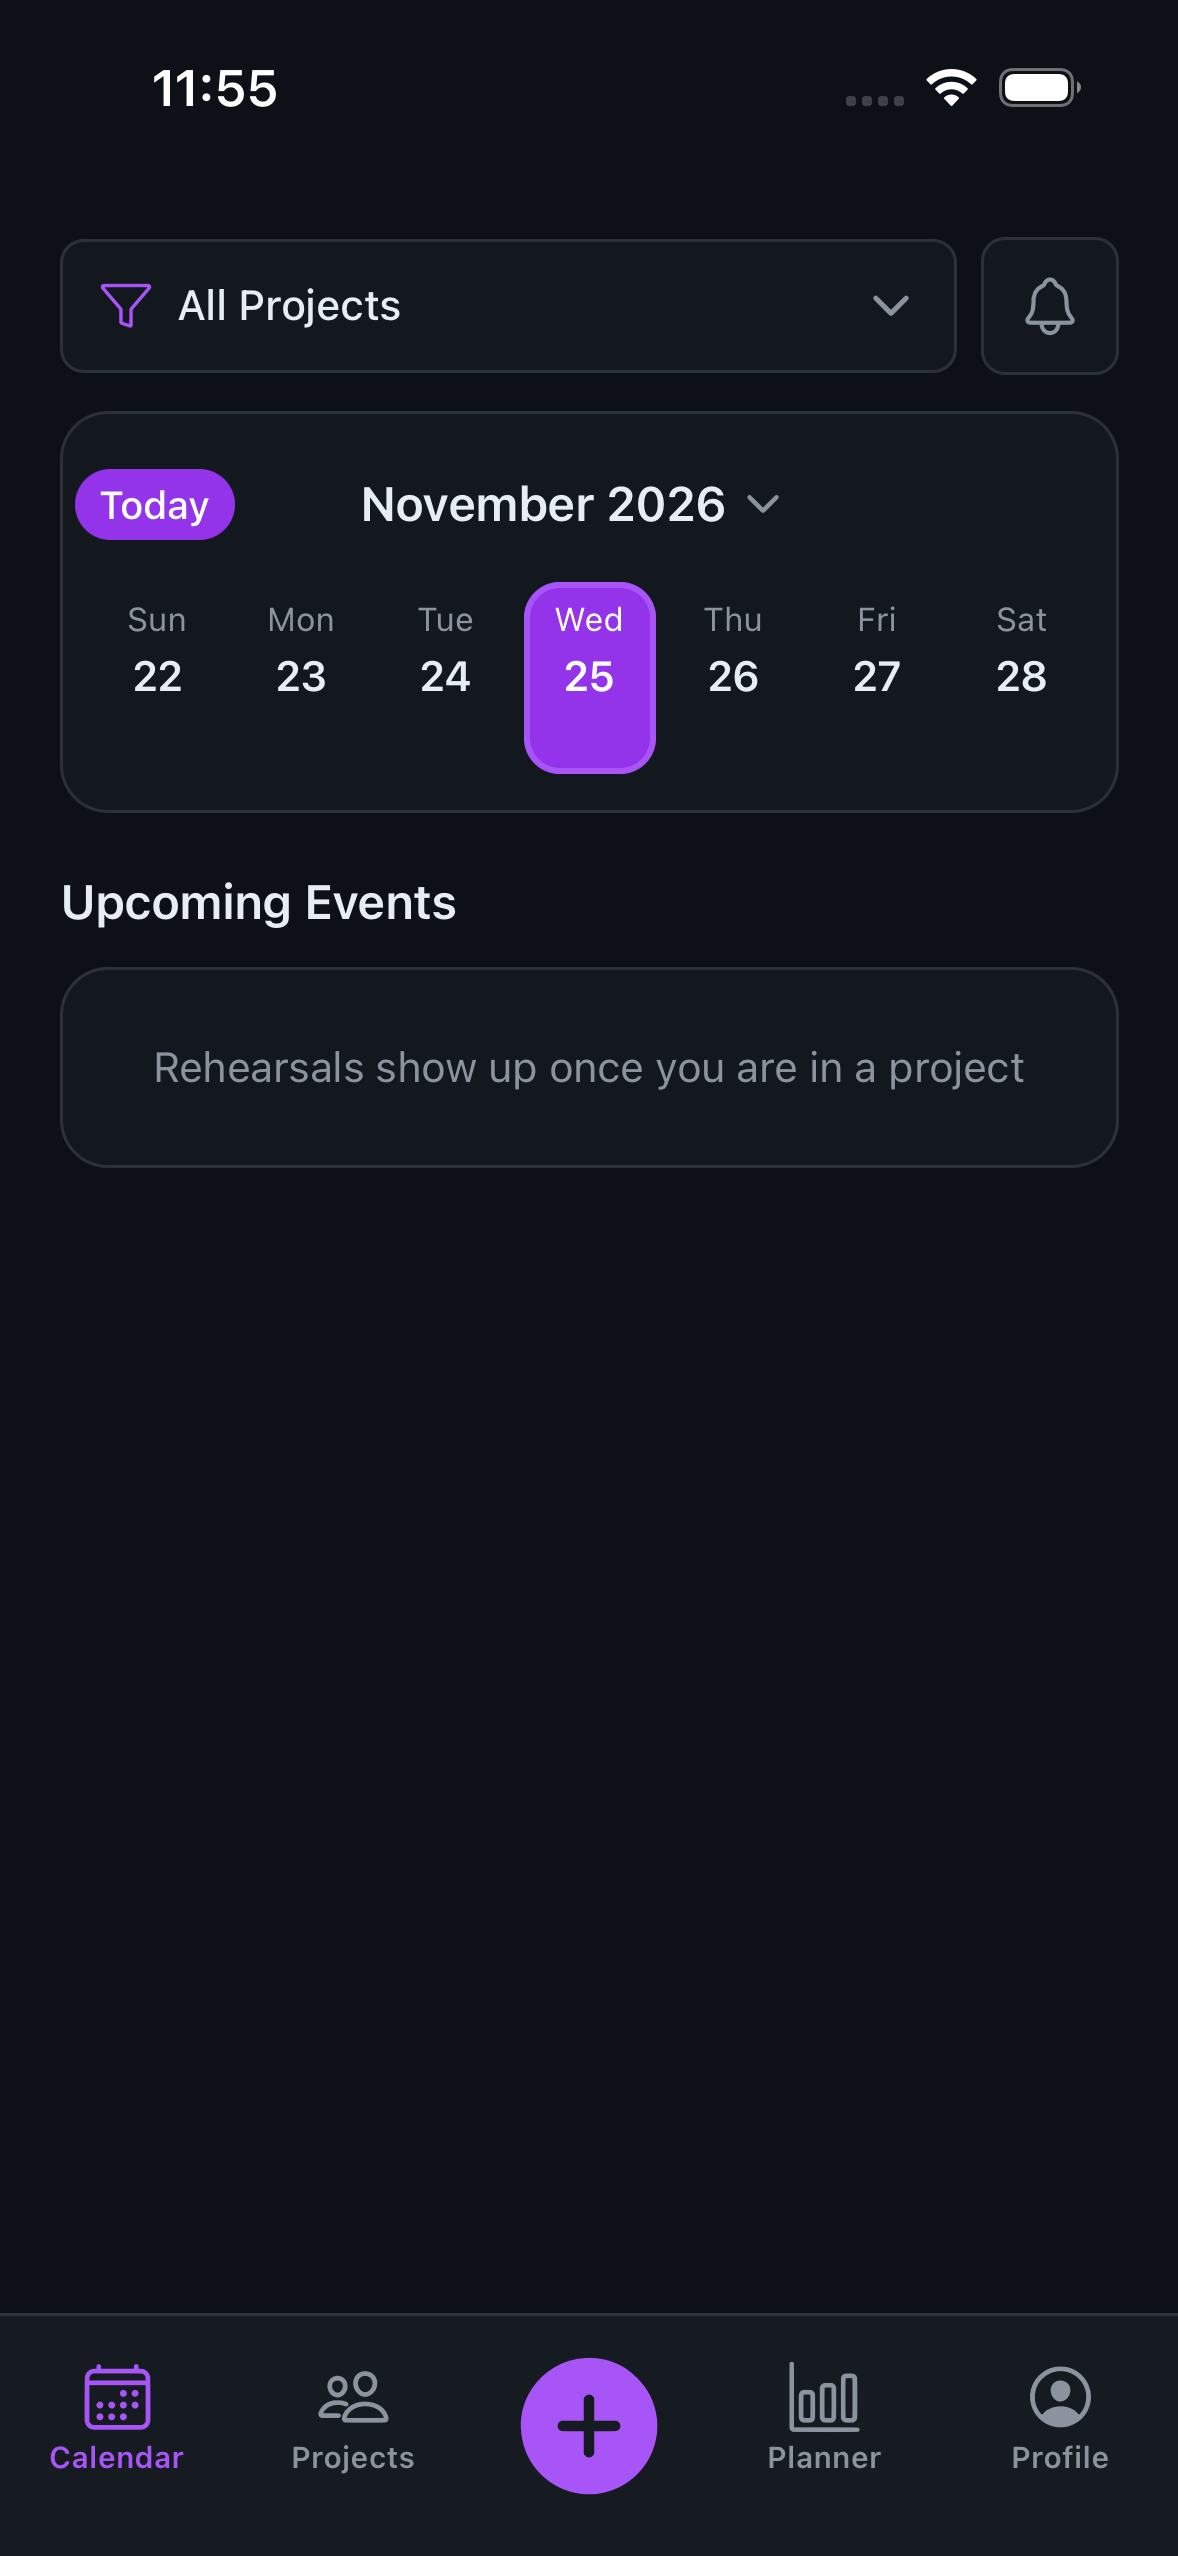 11:55
All Projects
Today
November 2026
Sun Mon Tue Wed Thu Fri Sat
22 23 24 25 26 27 28
Upcoming Events
Rehearsals show up once you are in a project
Calendar Projects Planner Profile